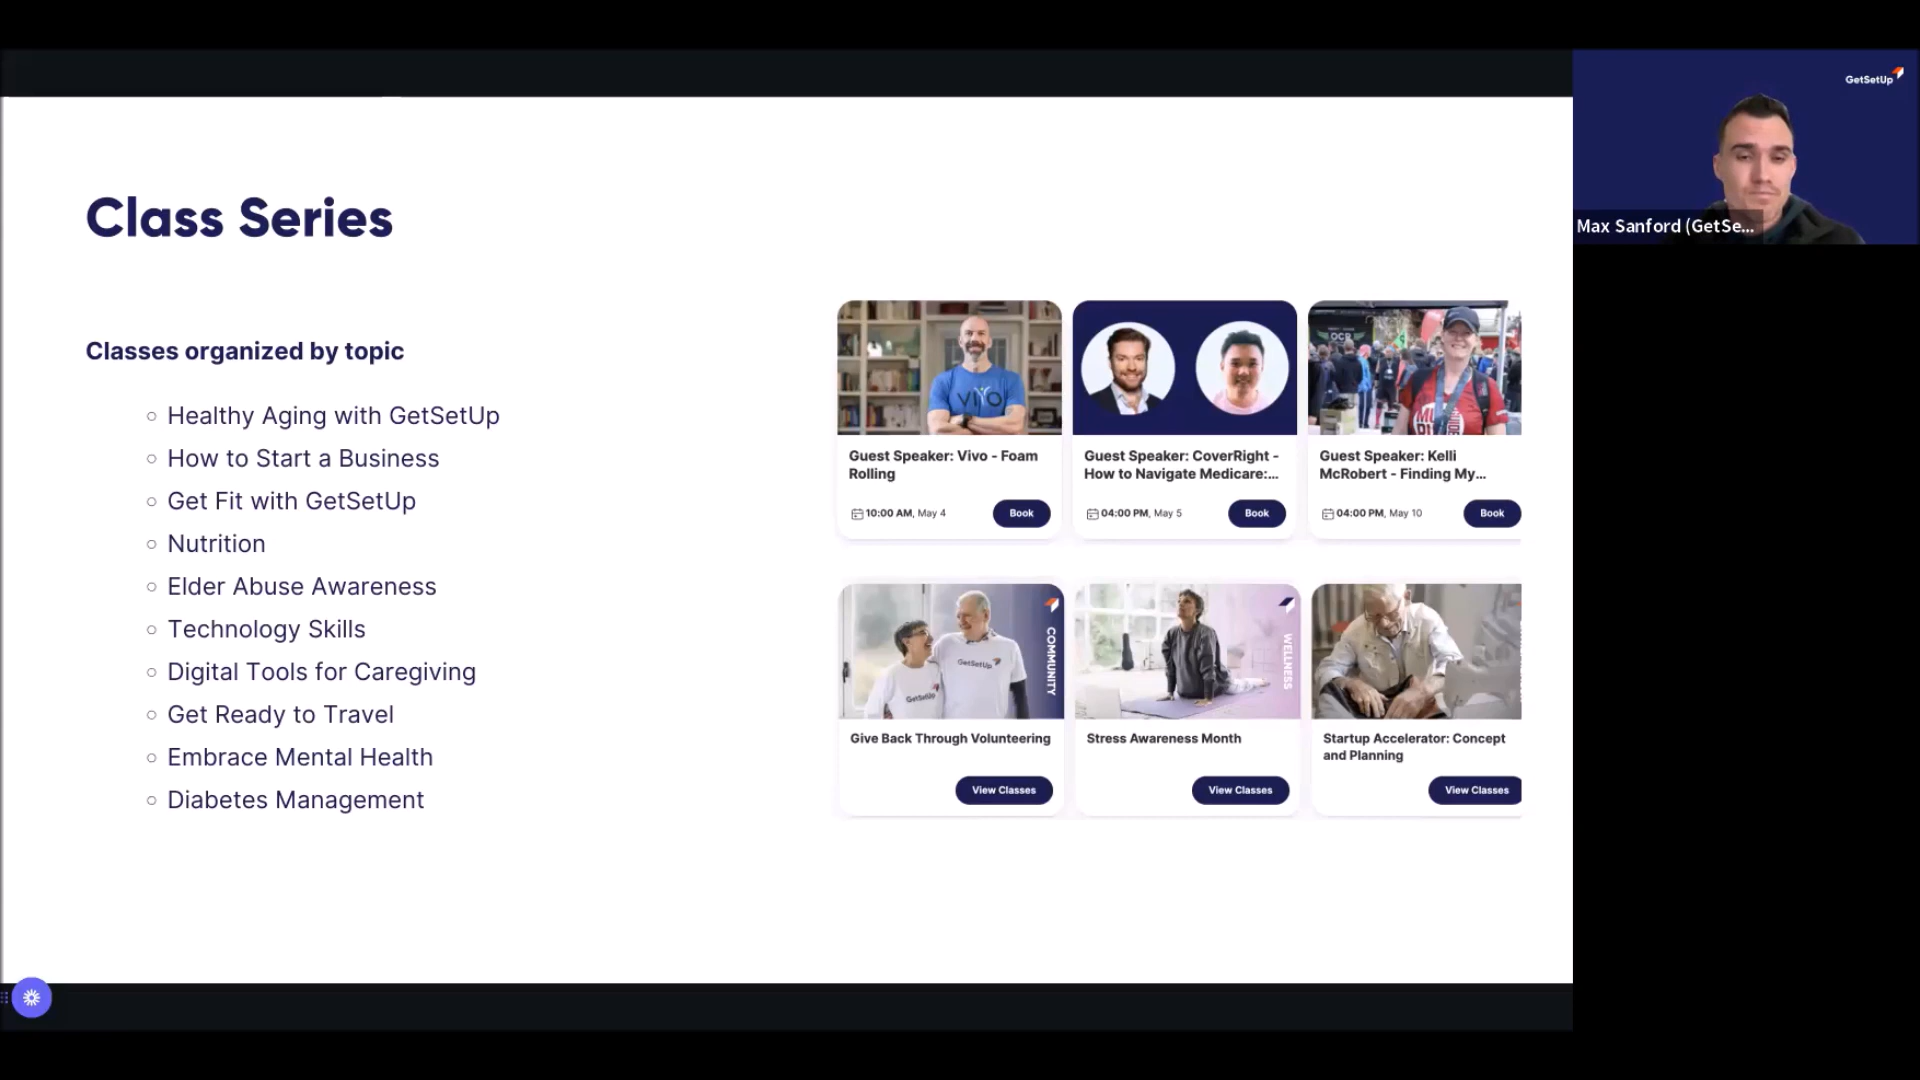 GetSetUp
Max Sanford (GetSe...
Class Series
Classes organized by topic
Healthy Aging with GetSetUp
How to Start a Business
Get Fit with GetSetUp
Nutrition
Elder Abuse Awareness
Technology Skills
Digital Tools for Caregiving
Get Ready to Travel
Embrace Mental Health
Diabetes Management
VIVO
Guest Speaker: Vivo - Foam
Rolling
10:00 AM, May 4
Book
Guest Speaker: CoverRight -
How to Navigate Medicare:...
04:00 PM, May 5
Book
OCR
Guest Speaker: Kelli
McRobert - Finding My...
04:00 PM, May 10
Book
GetSetUp
GetSetUp
COMMUNITY
Give Back Through Volunteering
View Classes
WELLNESS
Stress Awareness Month
View Classes
Startup Accelerator: Concept
and Planning
View Classes